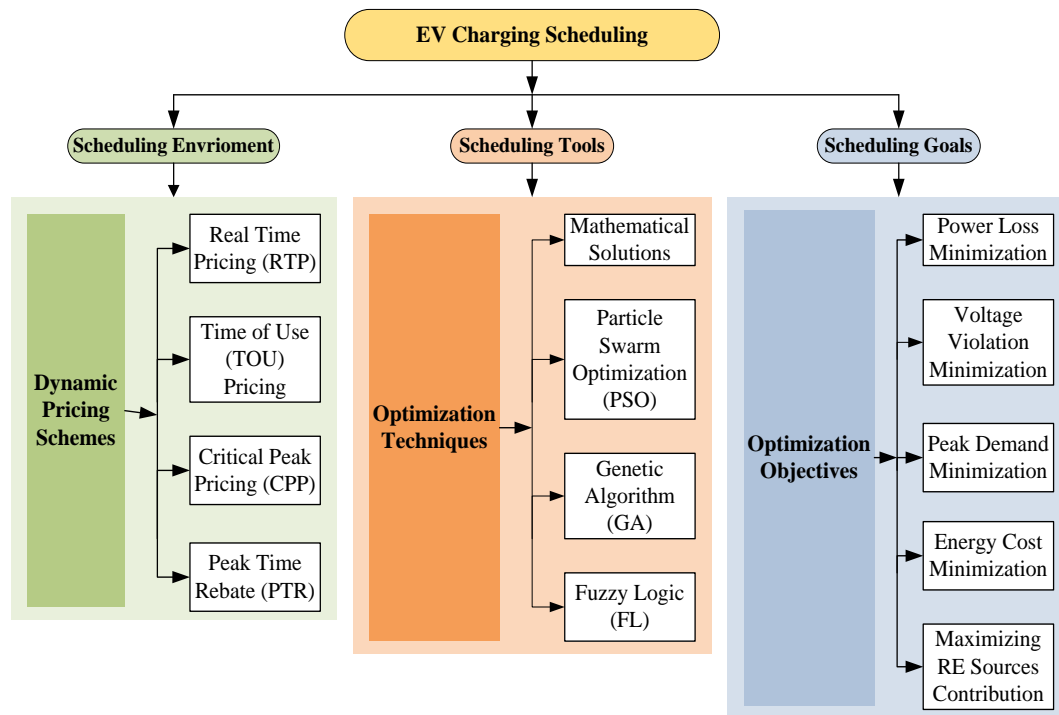 EV Charging Scheduling
Scheduling Envrioment
Scheduling Tools
Scheduling Goals
Dynamic
Pricing
Schemes
Real Time
Pricing (RTP)
Time of Use
(TOU)
Pricing
Critical Peak
Pricing (CPP)
Peak Time
Rebate (PTR)
Optimization
Techniques
Mathematical
Solutions
Particle
Swarm
Optimization
(PSO)
Genetic
Algorithm
(GA)
Fuzzy Logic
(FL)
Optimization
Objectives
Power Loss
Minimization
Voltage
Violation
Minimization
Peak Demand
Minimization
Energy Cost
Minimization
Maximizing
RE Sources
Contribution